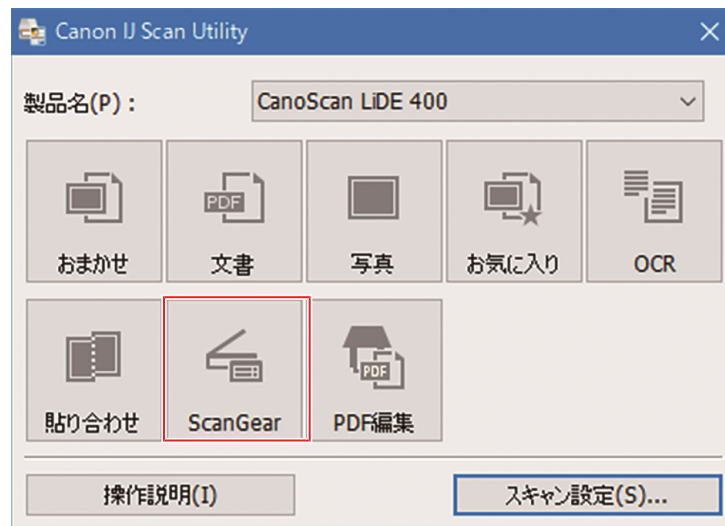 Canon IJ Scan Utility
製品名(P) : CanoScan LiDE 400
PDF
おまかせ 文書 写真 お気に入り OCR
PDF
貼り合わせ ScanGear PDF編集
操作説明(I) スキャン設定(S)...